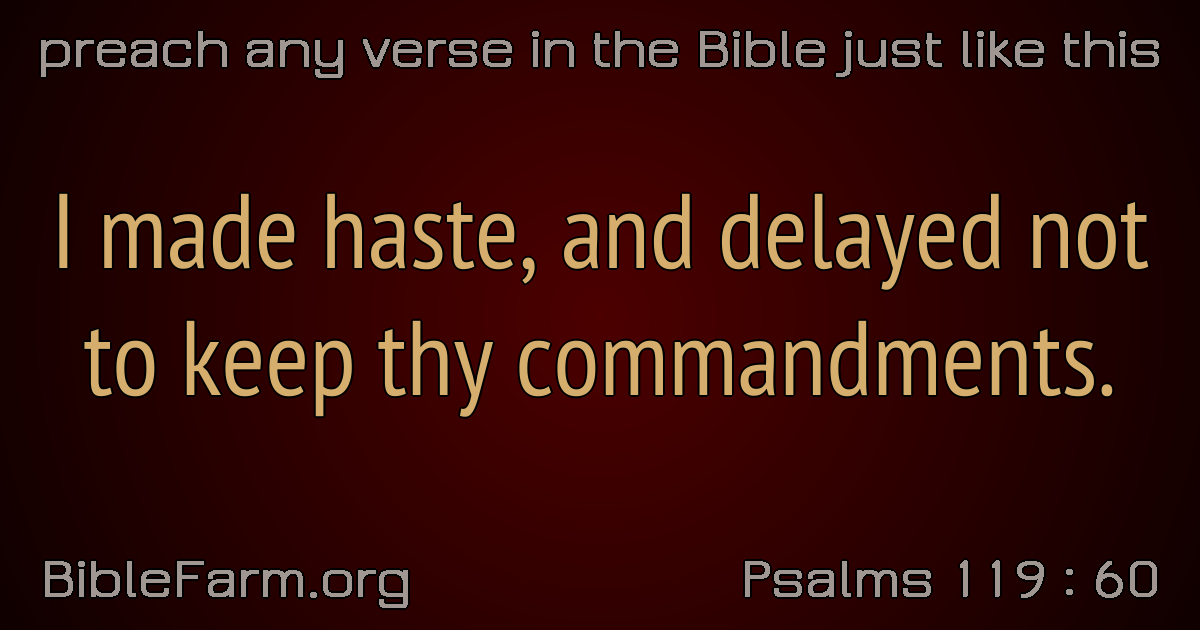 preach any verse in the Bible just like this
I made haste, and delayed not
to keep thy commandments.
BibleFarm.org
Psalms 119 : 60